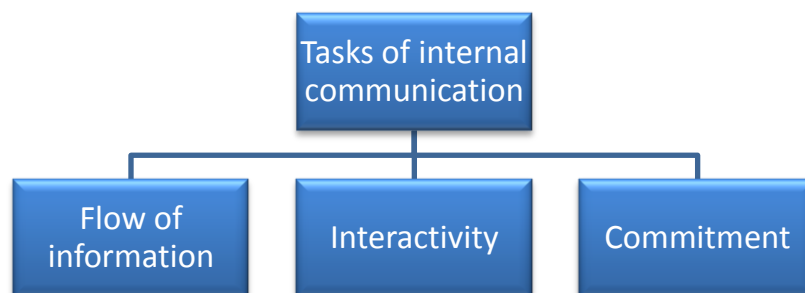 Tasks of internal
communication
Flow of
information
Interactivity
Commitment